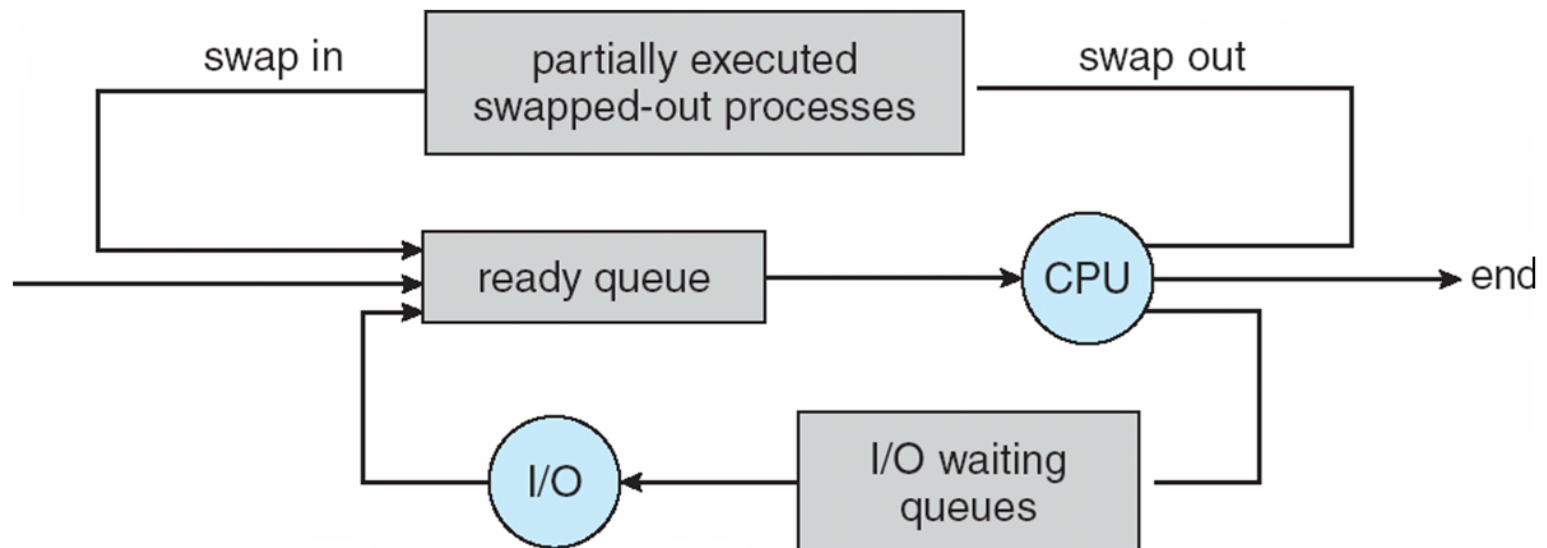 swap in
partially executed
swapped-out processes
swap out
ready queue
CPU
end
I/O
I/O waiting
queues